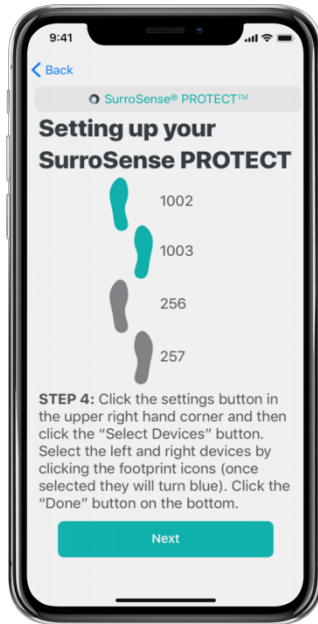 9:41
Back
SurroSense® PROTECT™
Setting up your
SurroSense PROTECT
1002
1003
256
257
STEP 4: Click the settings button in
the upper right hand corner and then
click the “Select Devices” button.
Select the left and right devices by
clicking the footprint icons (once
selected they will turn blue). Click the
“Done” button on the bottom.
Next